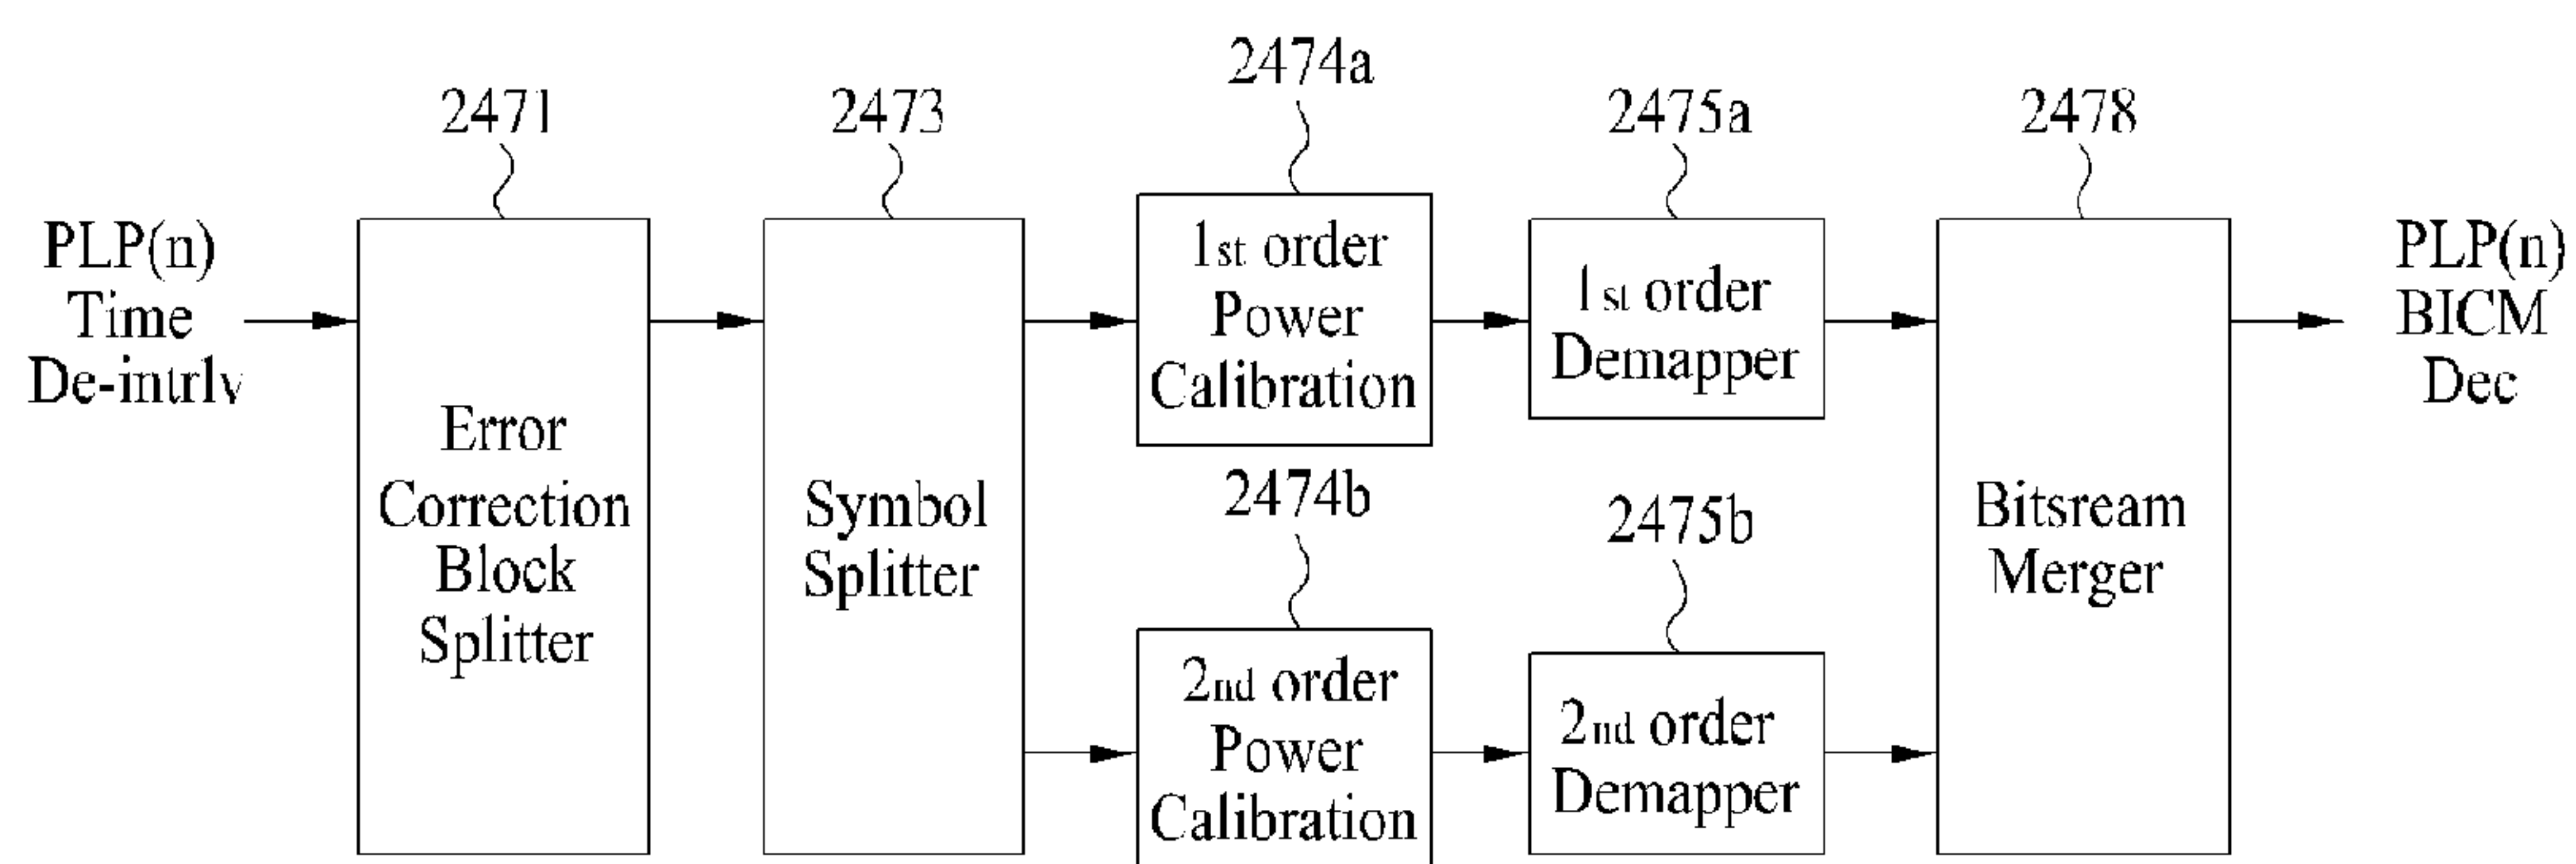 2474a
2471
2473
2475a
2478
PLP(n)
Time
De-intrlv
Error
Correction
Block
Splitter
Symbol
Splitter
1st order
Power
Calibration
1st order
Demapper
2474b
2475b
2nd order
Power
Calibration
2nd order
Demapper
Bitsream
Merger
PLP(n)
BICM
Dec